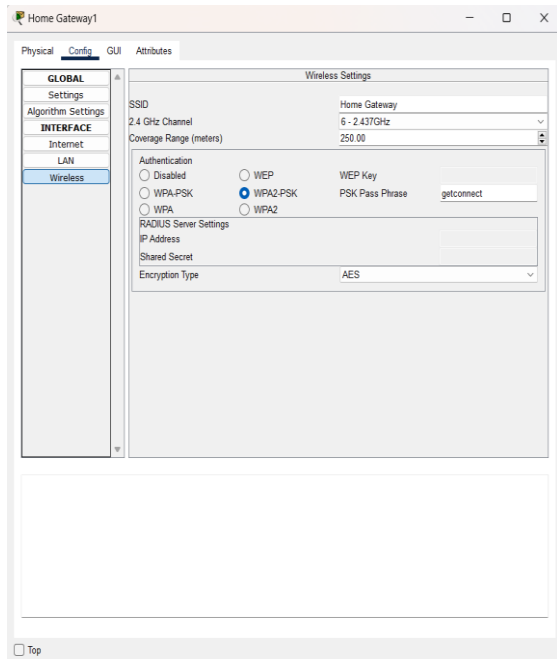 Home Gateway1
Physical Config GUI Attributes
GLOBAL
Settings
Algorithm Settings
INTERFACE
Internet
LAN
Wireless
Wireless Settings
SSID Home Gateway
2.4 GHz Channel 6 - 2.437GHz
Coverage Range (meters) 250.00
Authentication
Disabled WEP WEP Key
WPA-PSK WPA2-PSK PSK Pass Phrase getconnect
WPA WPA2
RADIUS Server Settings
IP Address
Shared Secret
Encryption Type AES
Top